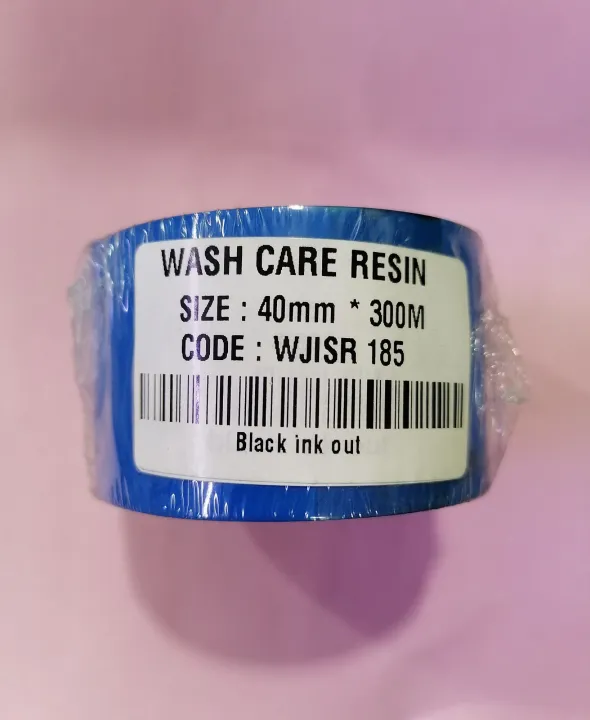 WASH CARE RESIN
SIZE : 40mm * 300M
CODE : WJISR 185
Black ink out